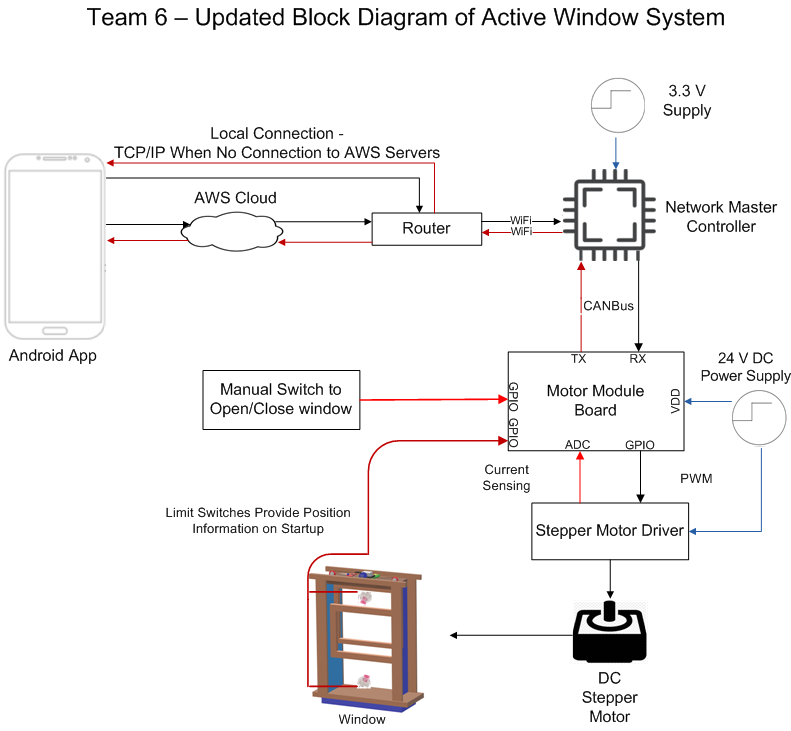 Team 6 – Updated Block Diagram of Active Window System
3.3 V
Supply
Local Connection -
TCP/IP When No Connection to AWS Servers
AWS Cloud
Router
WiFi
WiFi
Network Master
Controller
Android App
CANBus
TX
RX
24 V DC
Power Supply
Manual Switch to
Open/Close window
GPIO
GPIO
Motor Module
Board
VDD
ADC
GPIO
Current
Sensing
PWM
Limit Switches Provide Position
Information on Startup
Stepper Motor Driver
DC
Stepper
Motor
Window